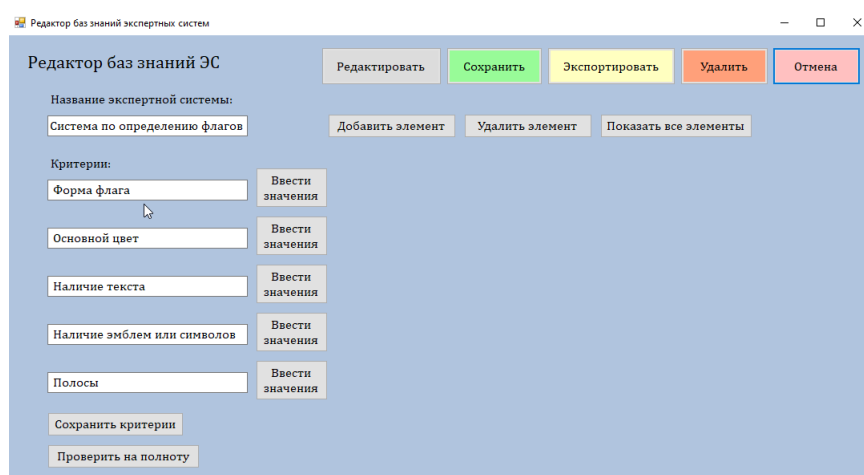 Редактор баз знаний экспертных систем
Редактор баз знаний ЭС
Редактировать
Сохранить
Экспортировать
Удалить
Отмена
Название экспертной системы:
Система по определению флагов
Добавить элемент
Удалить элемент
Показать все элементы
Критерии:
Форма флага
Ввести
значения
Основной цвет
Ввести
значения
Наличие текста
Ввести
значения
Наличие эмблем или символов
Ввести
значения
Полосы
Ввести
значения
Сохранить критерии
Проверить на полноту